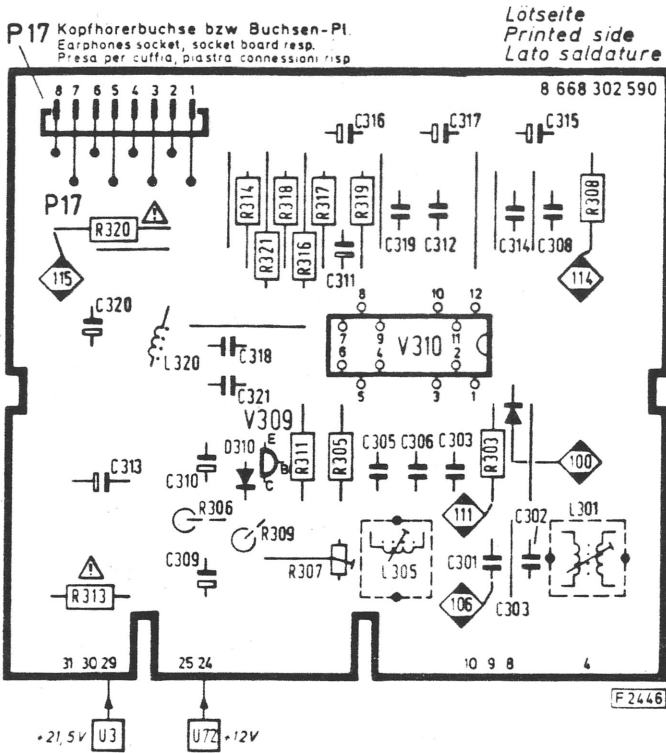 Lötseite
Printed side
Lato saldature
P17 Kopfhörerbuchse bzw Buchsen-Pl.
Earphones socket, socket board resp.
Presa per cuffia, piastra connessioni risp
8 668 302 590
8 7 6 5 4 3 2 1
C316 C317 C315
P17
R314 R318 R317 R319 R308
R320
R321 R316 C311 C319 C312 C314 C308
115 114
C320
8 10 12
7 9 11
V310
6 4 2
5 3 1
L320 C318
C321
V309
E
D310 B
C
R311 R305 C305 C306 C303 R303
100
C313 C310
R306 111
R309
C302 L301
C309 R307 L305 C301
R313 106 C303
31 30 29 25 24 10 9 8 4
F2446
+21,5V U3 U72 +12V